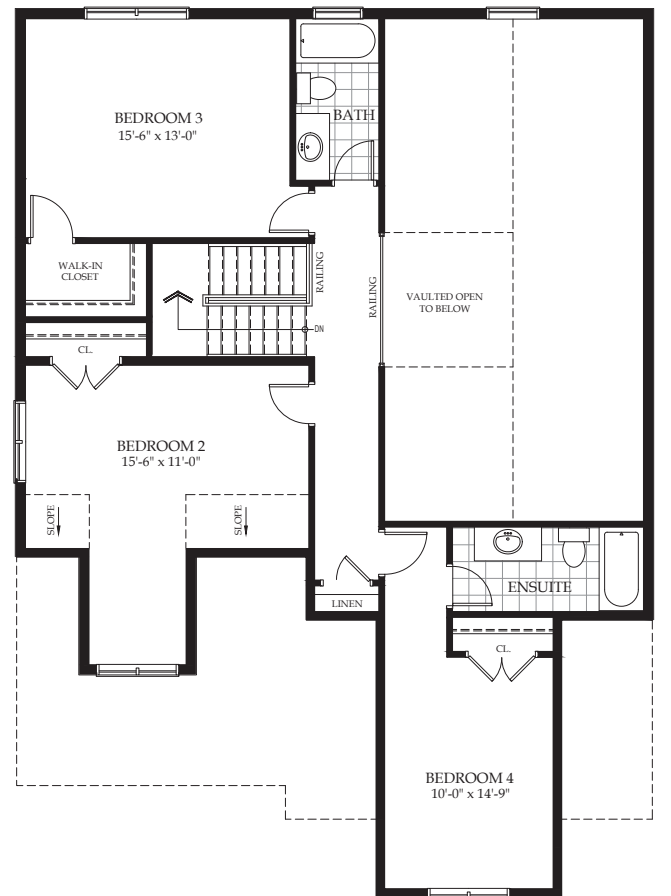 BEDROOM 3
15'-6" x 13'-0"
BATH
WALK-IN
CLOSET
RAILING
RAILING
VAULTED OPEN
TO BELOW
DN
CL.
BEDROOM 2
15'-6" x 11'-0"
SLOPE
SLOPE
ENSUITE
LINEN
CL.
BEDROOM 4
10'-0" x 14'-9"